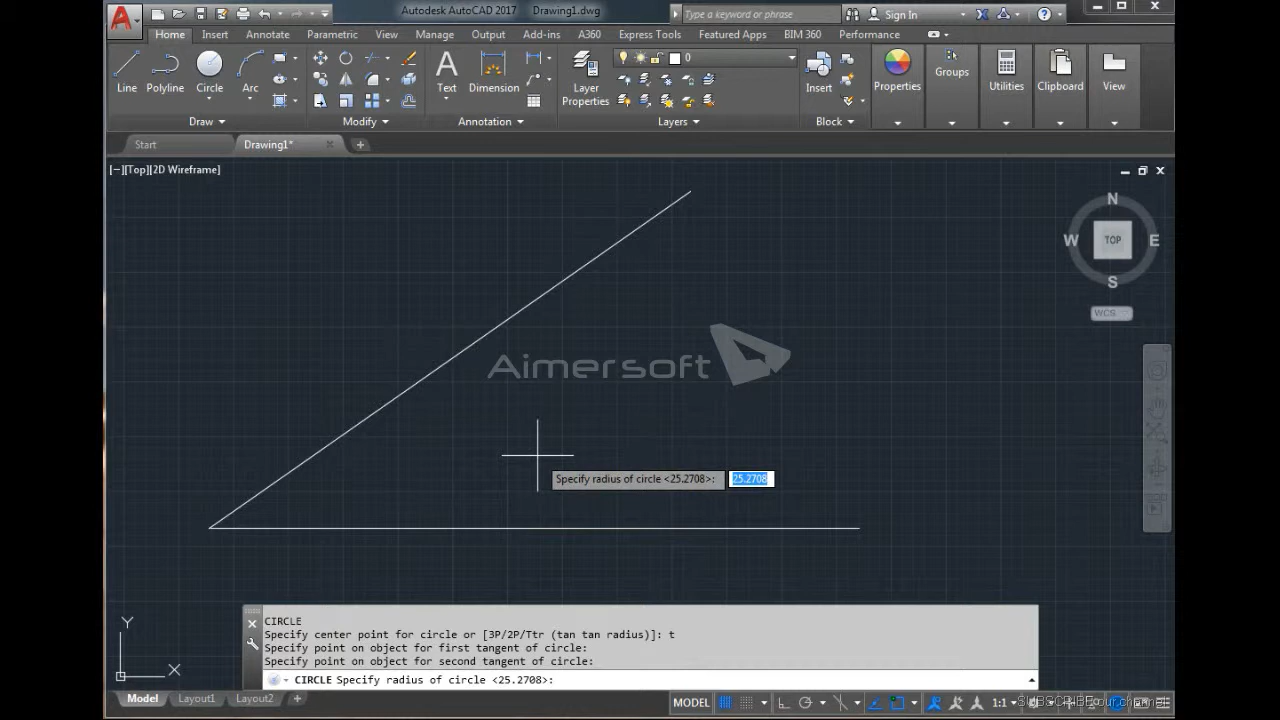 Autodesk AutoCAD 2017 Drawing1.dwg
Type a keyword or phrase
Sign In
Home Insert Annotate Parametric View Manage Output Add-ins A360 Express Tools Featured Apps BIM 360 Performance
0
Line Polyline Circle Arc
Text Dimension
Layer
Properties
Insert
Properties
Groups
Utilities
Clipboard
View
Draw Modify Annotation Layers Block
Start Drawing1* +
[−][Top][2D Wireframe]
N
W TOP E
S
WCS
Aimersoft
Specify radius of circle <25.2708>: 25.2708
CIRCLE
Specify center point for circle or [3P/2P/Ttr (tan tan radius)]: t
Specify point on object for first tangent of circle:
Specify point on object for second tangent of circle:
CIRCLE Specify radius of circle <25.2708>:
Y
X
Model Layout1 Layout2 +
MODEL 1:1
SUBSCRIBE our channel